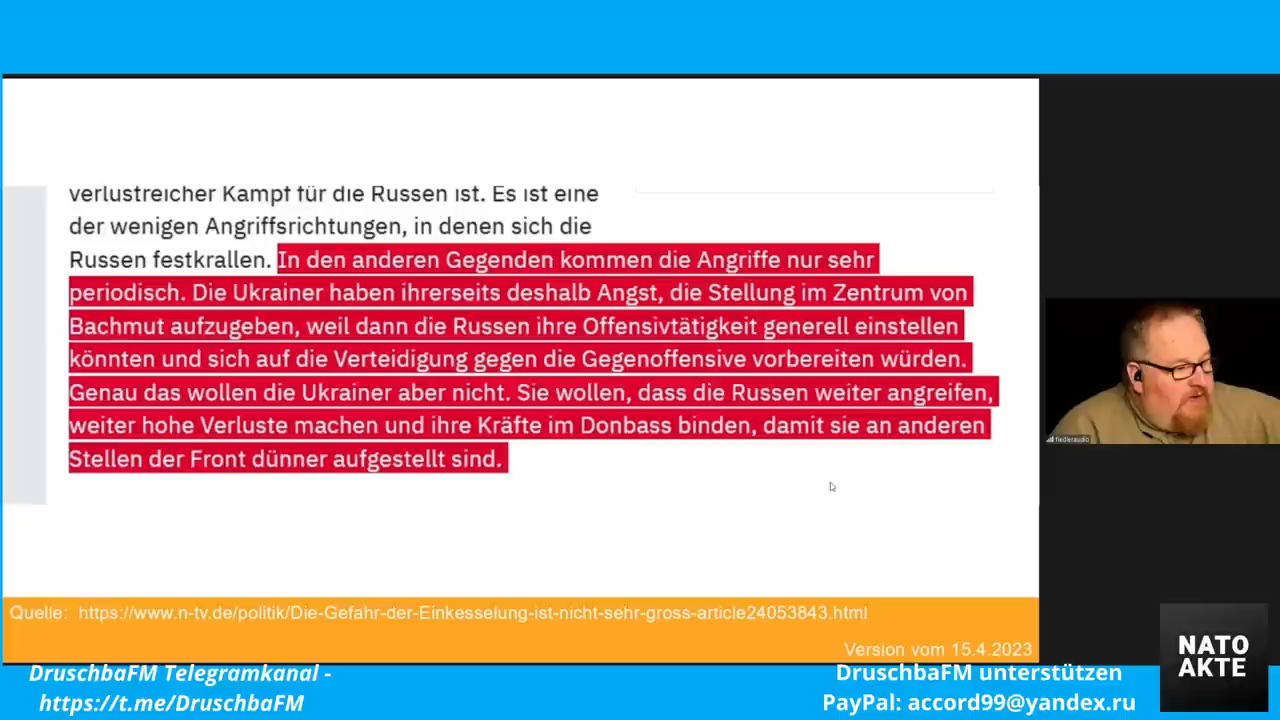 verlustreicher Kampf für die Russen ist. Es ist eine
der wenigen Angriffsrichtungen, in denen sich die
Russen festkrallen. In den anderen Gegenden kommen die Angriffe nur sehr
periodisch. Die Ukrainer haben ihrerseits deshalb Angst, die Stellung im Zentrum von
Bachmut aufzugeben, weil dann die Russen ihre Offensivtätigkeit generell einstellen
könnten und sich auf die Verteidigung gegen die Gegenoffensive vorbereiten würden.
Genau das wollen die Ukrainer aber nicht. Sie wollen, dass die Russen weiter angreifen,
weiter hohe Verluste machen und ihre Kräfte im Donbass binden, damit sie an anderen
Stellen der Front dünner aufgestellt sind.
fiedleraudio
Quelle: https://www.n-tv.de/politik/Die-Gefahr-der-Einkesselung-ist-nicht-sehr-gross-article24053843.html
Version vom 15.4.2023
DruschbaFM Telegramkanal -
https://t.me/DruschbaFM
DruschbaFM unterstützen
PayPal: accord99@yandex.ru
NATO
AKTE